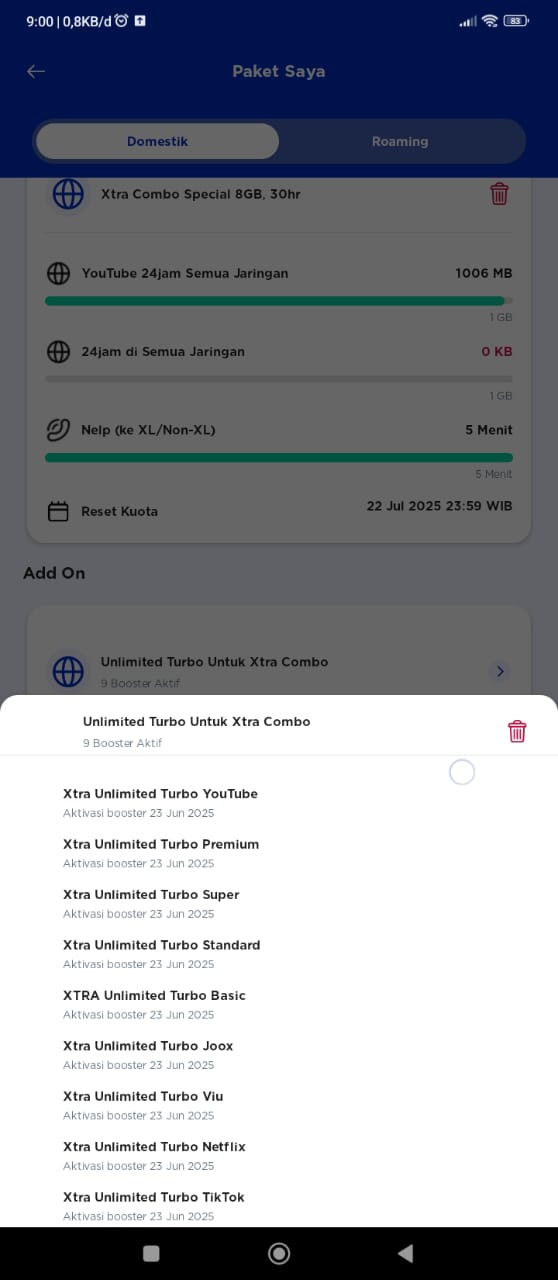 9:00 | 0,8KB/d
83
Paket Saya
Domestik
Roaming
Xtra Combo Special 8GB, 30hr
YouTube 24jam Semua Jaringan
1006 MB
1 GB
24jam di Semua Jaringan
0 KB
1 GB
Nelp (ke XL/Non-XL)
5 Menit
5 Menit
Reset Kuota
22 Jul 2025 23:59 WIB
Add On
Unlimited Turbo Untuk Xtra Combo
9 Booster Aktif
Unlimited Turbo Untuk Xtra Combo
9 Booster Aktif
Xtra Unlimited Turbo YouTube
Aktivasi booster 23 Jun 2025
Xtra Unlimited Turbo Premium
Aktivasi booster 23 Jun 2025
Xtra Unlimited Turbo Super
Aktivasi booster 23 Jun 2025
Xtra Unlimited Turbo Standard
Aktivasi booster 23 Jun 2025
XTRA Unlimited Turbo Basic
Aktivasi booster 23 Jun 2025
Xtra Unlimited Turbo Joox
Aktivasi booster 23 Jun 2025
Xtra Unlimited Turbo Viu
Aktivasi booster 23 Jun 2025
Xtra Unlimited Turbo Netflix
Aktivasi booster 23 Jun 2025
Xtra Unlimited Turbo TikTok
Aktivasi booster 23 Jun 2025